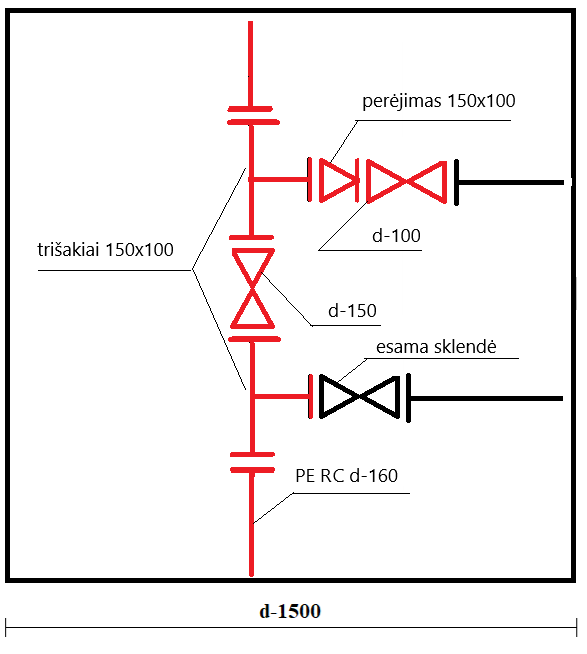 perėjimas 150x100
d-100
trišakiai 150x100
d-150
esama sklendė
PE RC d-160
d-1500